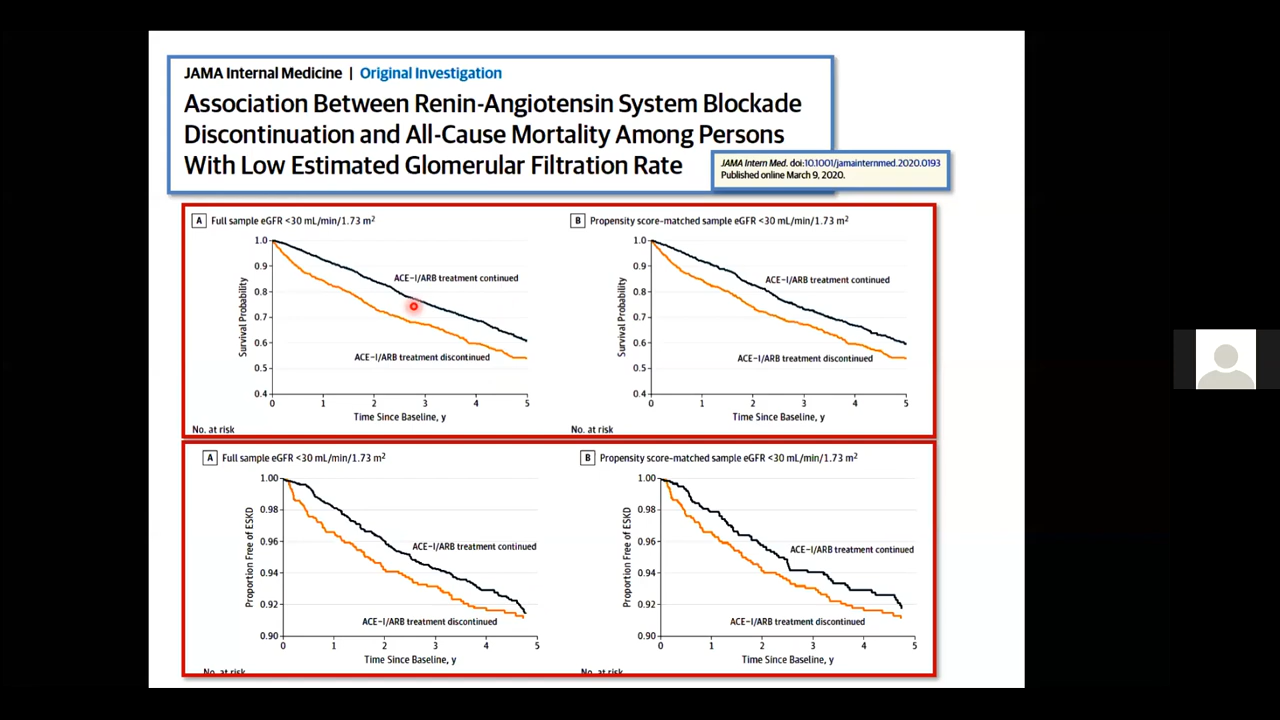 JAMA Internal Medicine | Original Investigation
Association Between Renin-Angiotensin System Blockade
Discontinuation and All-Cause Mortality Among Persons
With Low Estimated Glomerular Filtration Rate
JAMA Intern Med. doi:10.1001/jamainternmed.2020.0193
Published online March 9, 2020.
A Full sample eGFR <30 mL/min/1.73 m²
1.0
0.9
0.8
0.7
0.6
0.5
0.4
Survival Probability
ACE-I/ARB treatment continued
ACE-I/ARB treatment discontinued
0 1 2 3 4 5
Time Since Baseline, y
No. at risk
B Propensity score-matched sample eGFR <30 mL/min/1.73 m²
1.0
0.9
0.8
0.7
0.6
0.5
0.4
Survival Probability
ACE-I/ARB treatment continued
ACE-I/ARB treatment discontinued
0 1 2 3 4 5
Time Since Baseline, y
No. at risk
A Full sample eGFR <30 mL/min/1.73 m²
1.00
0.98
0.96
0.94
0.92
0.90
Proportion Free of ESKD
ACE-I/ARB treatment continued
ACE-I/ARB treatment discontinued
0 1 2 3 4 5
Time Since Baseline, y
No. at risk
B Propensity score-matched sample eGFR <30 mL/min/1.73 m²
1.00
0.98
0.96
0.94
0.92
0.90
Proportion Free of ESKD
ACE-I/ARB treatment continued
ACE-I/ARB treatment discontinued
0 1 2 3 4 5
Time Since Baseline, y
No. at risk